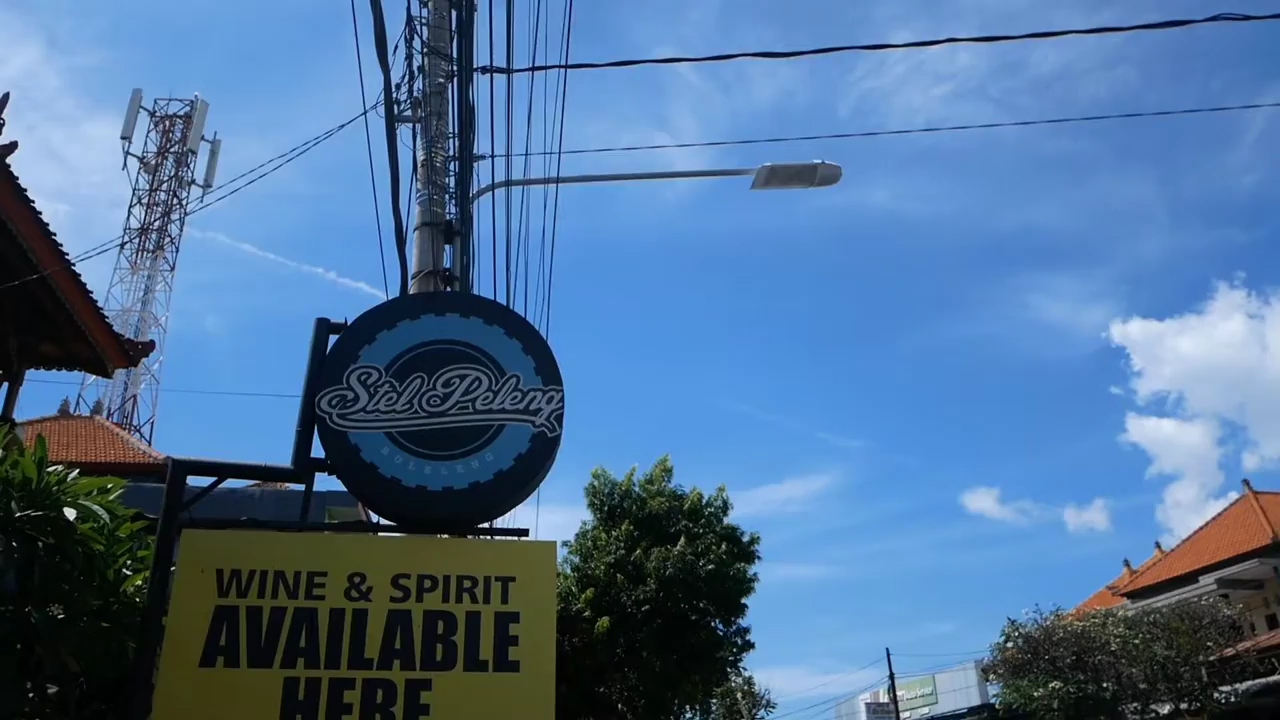 Stel Peleng
BULELENG
WINE & SPIRIT
AVAILABLE
HERE